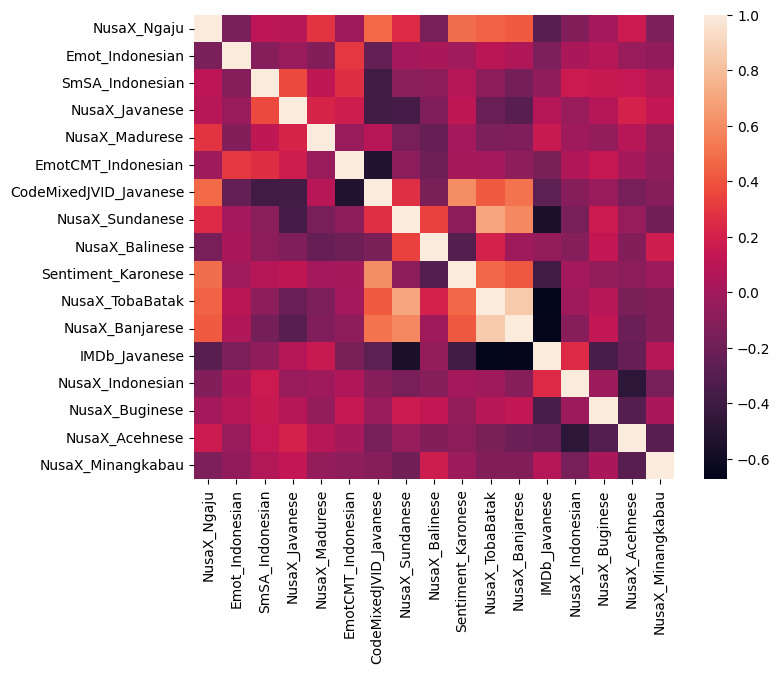 NusaX_Ngaju
Emot_Indonesian
SmSA_Indonesian
NusaX_Javanese
NusaX_Madurese
EmotCMT_Indonesian
CodeMixedJVID_Javanese
NusaX_Sundanese
NusaX_Balinese
Sentiment_Karonese
NusaX_TobaBatak
NusaX_Banjarese
IMDb_Javanese
NusaX_Indonesian
NusaX_Buginese
NusaX_Acehnese
NusaX_Minangkabau
NusaX_Ngaju
Emot_Indonesian
SmSA_Indonesian
NusaX_Javanese
NusaX_Madurese
EmotCMT_Indonesian
CodeMixedJVID_Javanese
NusaX_Sundanese
NusaX_Balinese
Sentiment_Karonese
NusaX_TobaBatak
NusaX_Banjarese
IMDb_Javanese
NusaX_Indonesian
NusaX_Buginese
NusaX_Acehnese
NusaX_Minangkabau
1.0
0.8
0.6
0.4
0.2
0.0
−0.2
−0.4
−0.6